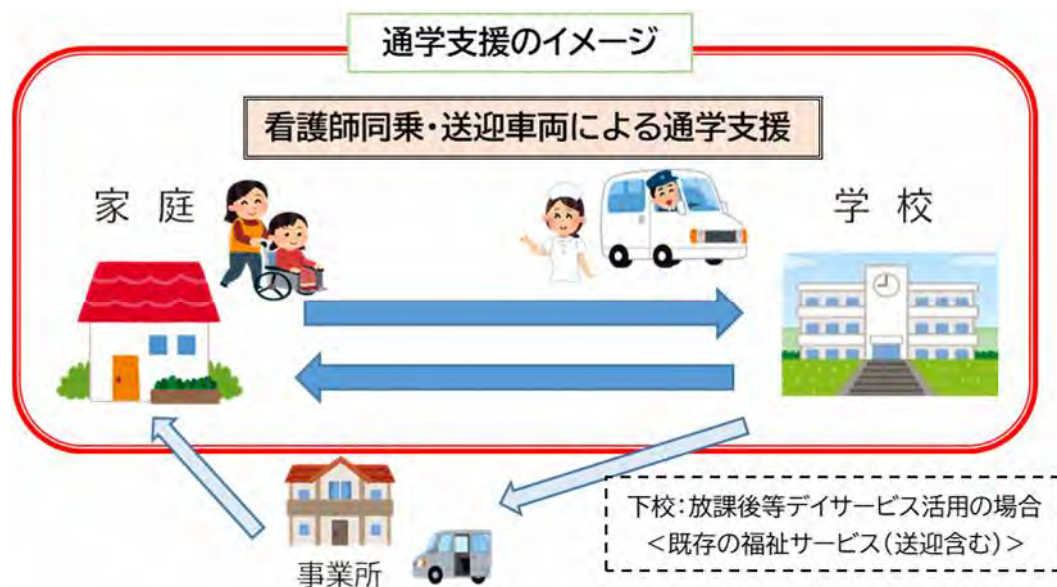 通学支援のイメージ
看護師同乗・送迎車両による通学支援
家庭
学校
事業所
下校：放課後等デイサービス活用の場合
＜既存の福祉サービス（送迎含む）＞